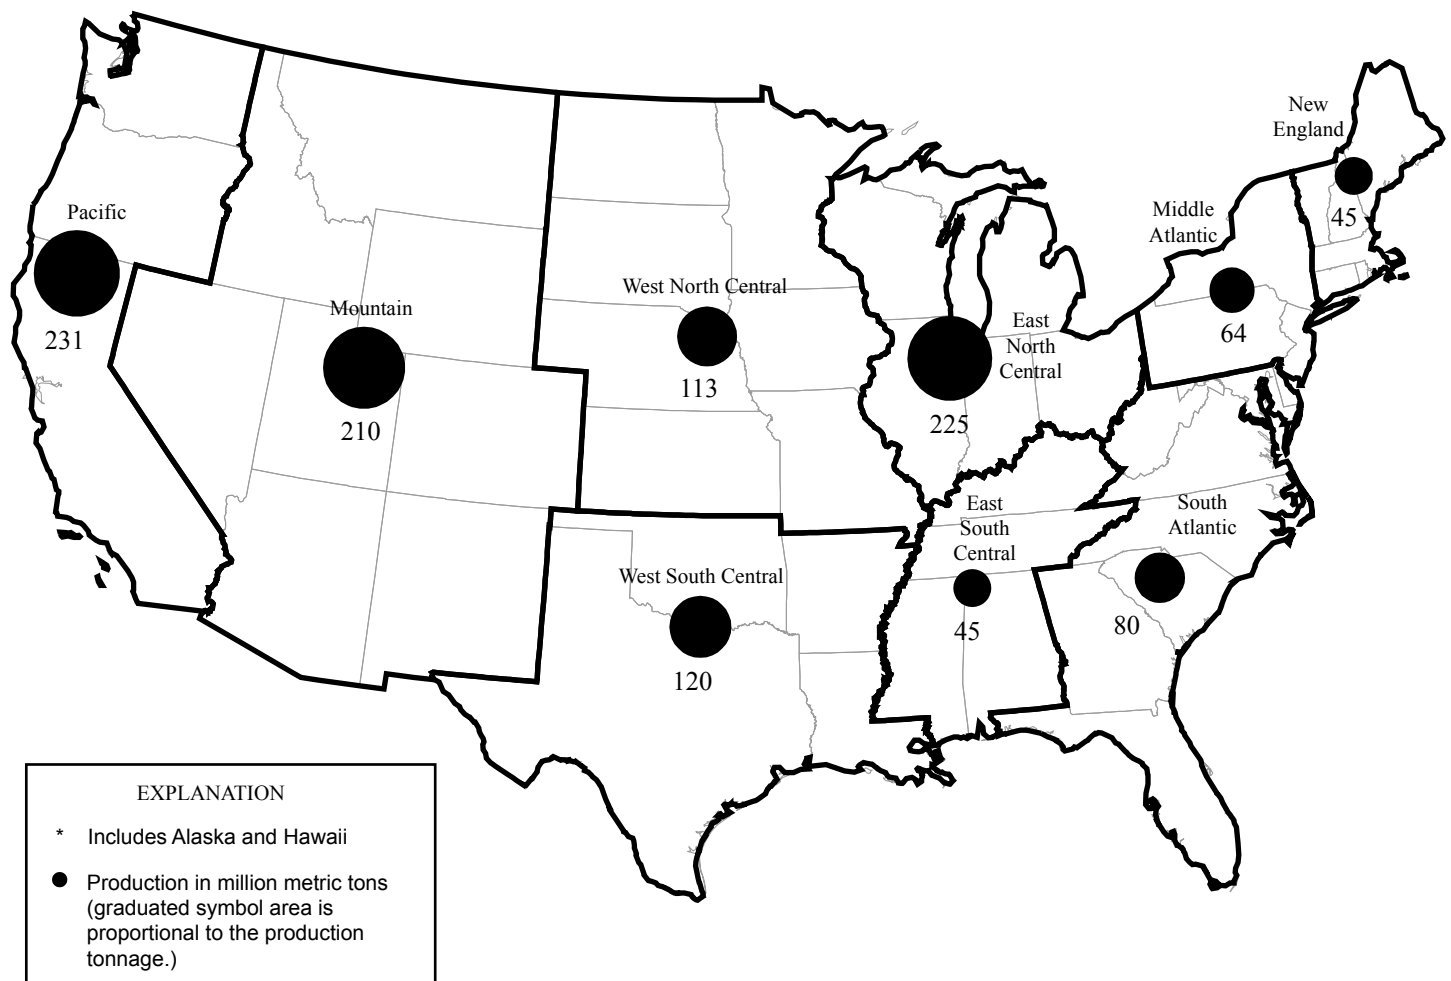 New
England
45
Middle
Atlantic
64
Pacific
231
Mountain
210
West North Central
113
East
North
Central
225
South
Atlantic
80
East
South
Central
45
West South Central
120
EXPLANATION
* Includes Alaska and Hawaii
Production in million metric tons
(graduated symbol area is
proportional to the production
tonnage.)